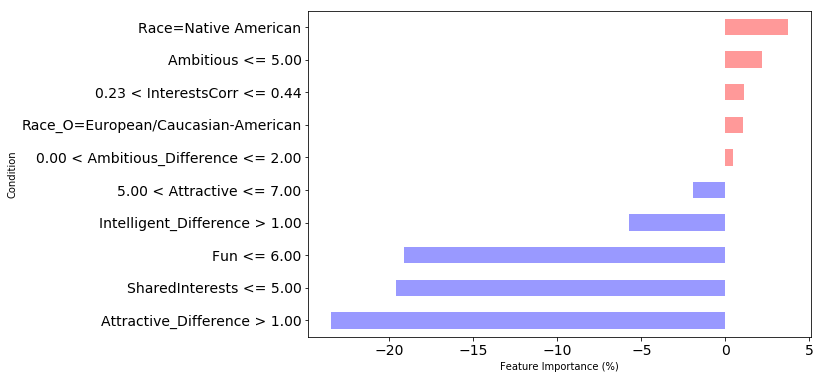 Race=Native American
Ambitious <= 5.00
0.23 < InterestsCorr <= 0.44
Race_O=European/Caucasian-American
0.00 < Ambitious_Difference <= 2.00
5.00 < Attractive <= 7.00
Intelligent_Difference > 1.00
Fun <= 6.00
SharedInterests <= 5.00
Attractive_Difference > 1.00
Condition
−20 −15 −10 −5 0 5
Feature Importance (%)